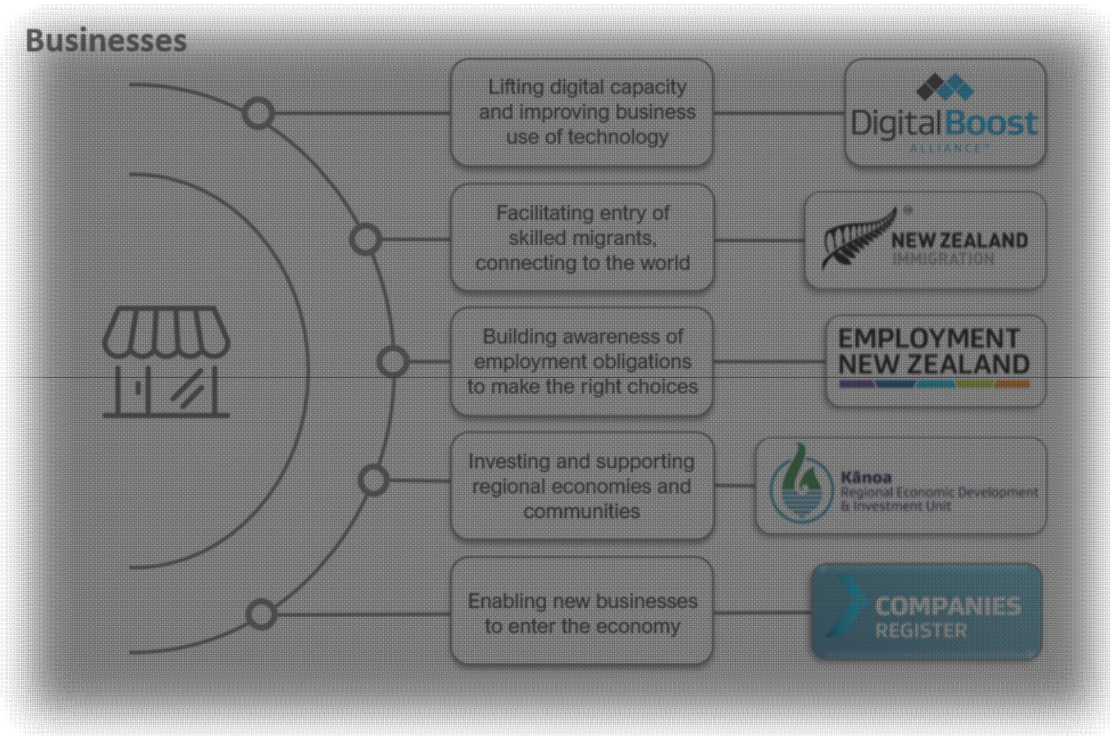 Businesses
Lifting digital capacity
and improving business
use of technology
DigitalBoost
ALLIANCE™
Facilitating entry of
skilled migrants,
connecting to the world
NEW ZEALAND
IMMIGRATION
Building awareness of
employment obligations
to make the right choices
EMPLOYMENT
NEW ZEALAND
Investing and supporting
regional economies and
communities
Kānoa
Regional Economic Development
& Investment Unit
Enabling new businesses
to enter the economy
COMPANIES
REGISTER